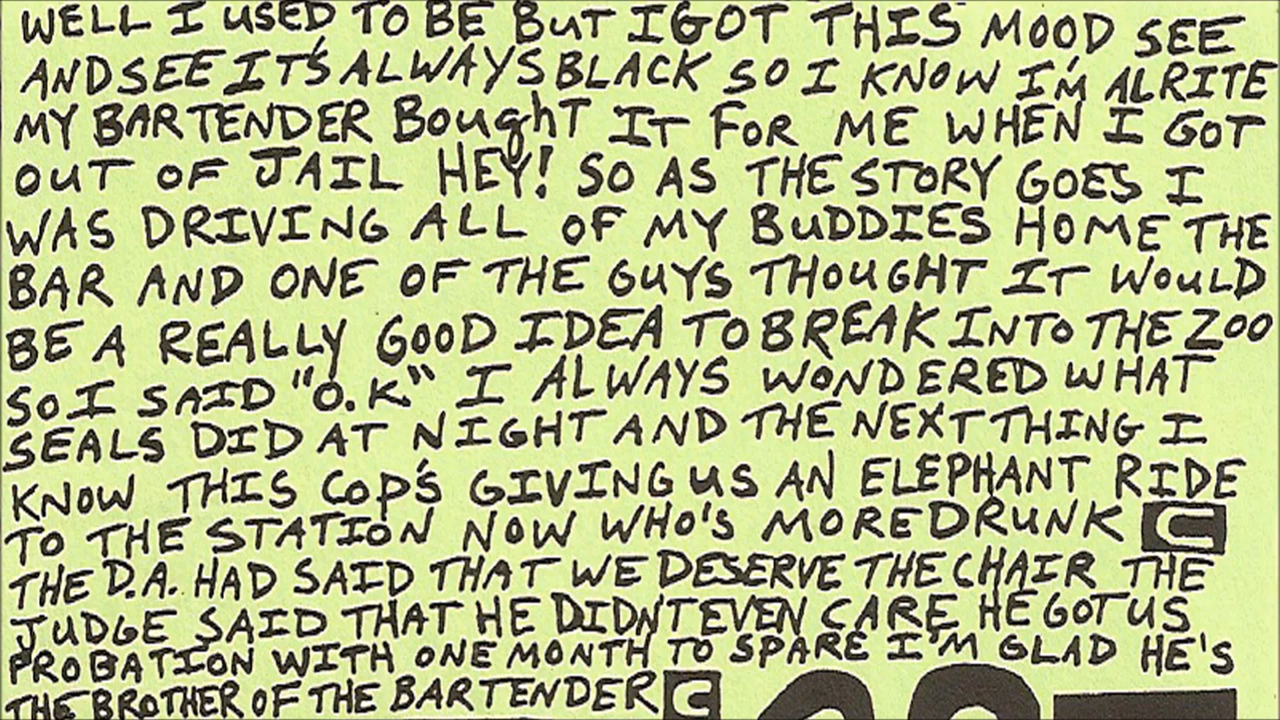 WELL I USED TO BE BUT I GOT THIS MOOD SEE
AND SEE IT'S ALWAYS BLACK SO I KNOW I'M ALRITE
MY BARTENDER BOUghT IT FOR ME WHEN I GOT
OUT OF JAIL HEY! SO AS THE STORY GOES I
WAS DRIVING ALL OF MY BUDDIES HOME THE
BAR AND ONE OF THE GUYS THOUGHT IT WOULD
BE A REALLY GOOD IDEA TO BREAK INTO THE ZOO
SO I SAID "O.K." I ALWAYS WONDERED WHAT
SEALS DID AT NIGHT AND THE NEXT THING I
KNOW THIS COP'S GIVING US AN ELEPHANT RIDE
TO THE STATION NOW WHO'S MORE DRUNK C
THE D.A. HAD SAID THAT WE DESERVE THE CHAIR THE
JUDGE SAID THAT HE DIDN'T EVEN CARE HE GOT US
PROBATION WITH ONE MONTH TO SPARE I'M GLAD HE'S
THE BROTHER OF THE BARTENDER C